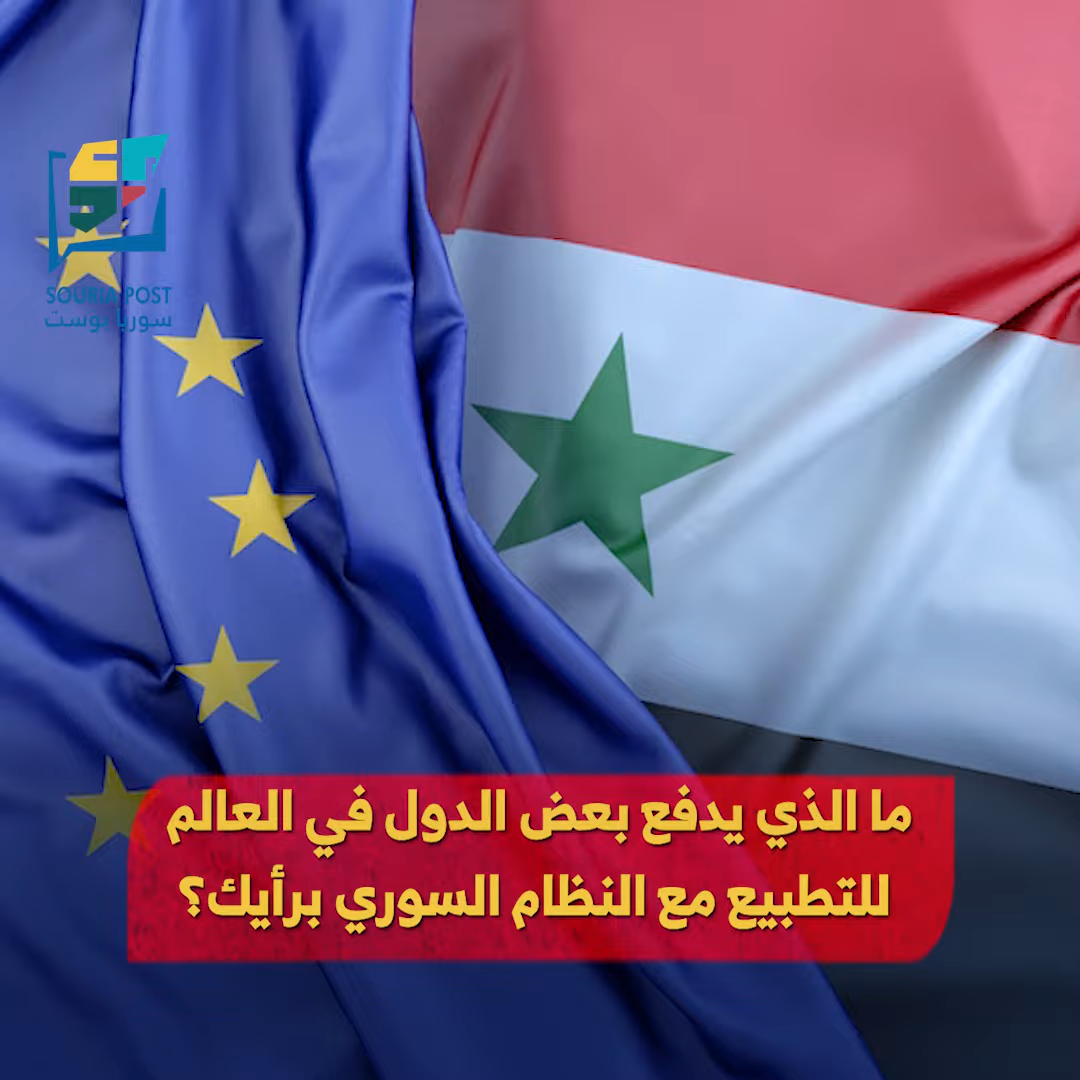 SOURIA POST
سوريا بوست
ما الذي يدفع بعض الدول في العالم
للتطبيع مع النظام السوري برأيك؟